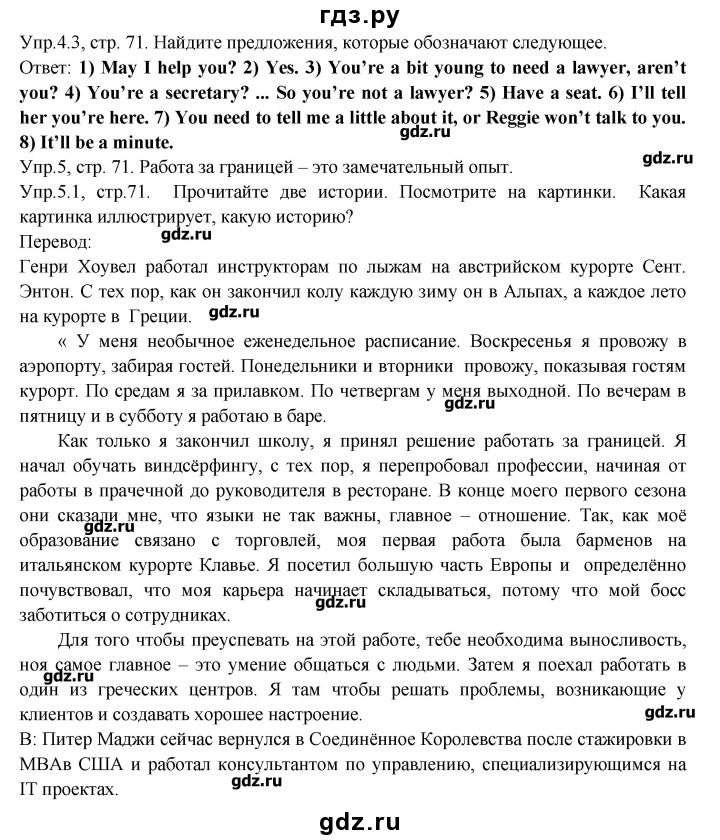 гдз.ру
Упр.4.3, стр. 71. Найдите предложения, которые обозначают следующее.
Ответ: 1) May I help you? 2) Yes. 3) You’re a bit young to need a lawyer, aren’t
you? 4) You’re a secretary? ... So you’re not a lawyer? 5) Have a seat. 6) I’ll tell
her you’re here. 7) You need to tell me a little about it, or Reggie won’t talk to you.
8) It’ll be a minute.
gdz.ru
gdz.ru
Упр.5, стр. 71. Работа за границей – это замечательный опыт.
Упр.5.1, стр.71. Прочитайте две истории. Посмотрите на картинки. Какая
картинка иллюстрирует, какую историю?
gdz.ru
Перевод:
Генри Хоувел работал инструкторам по лыжам на австрийском курорте Сент.
Энтон. С тех пор, как он закончил колу каждую зиму он в Альпах, а каждое лето
на курорте в Греции.
gdz.ru
« У меня необычное еженедельное расписание. Воскресенья я провожу в
аэропорту, забирая гостей. Понедельники и вторники провожу, показывая гостям
курорт. По средам я за прилавком. По четвергам у меня выходной. По вечерам в
gdz.ru
пятницу и в субботу я работаю в баре.
Как только я закончил школу, я принял решение работать за границей. Я
начал обучать виндсёрфингу, с тех пор, я перепробовал профессии, начиная от
работы в прачечной до руководителя в ресторане. В конце моего первого сезона
они сказали мне, что языки не так важны, главное – отношение. Так, как моё
gdz.ru
образование связано с торговлей, моя первая работа была барменов на
итальянском курорте Клавье. Я посетил большую часть Европы и определённо
почувствовал, что моя карьера начинает складываться, потому что мой босс
gdz.ru
заботиться о сотрудниках.
Для того чтобы преуспевать на этой работе, тебе необходима выносливость,
ноя самое главное – это умение общаться с людьми. Затем я поехал работать в
gdz.ru
один из греческих центров. Я там чтобы решать проблемы, возникающие у
клиентов и создавать хорошее настроение.
gdz.ru
В: Питер Маджи сейчас вернулся в Соединённое Королевства после стажировки в
МВАв США и работал консультантом по управлению, специализирующимся на
IT проектах.
gdz.ru
gdz.ru